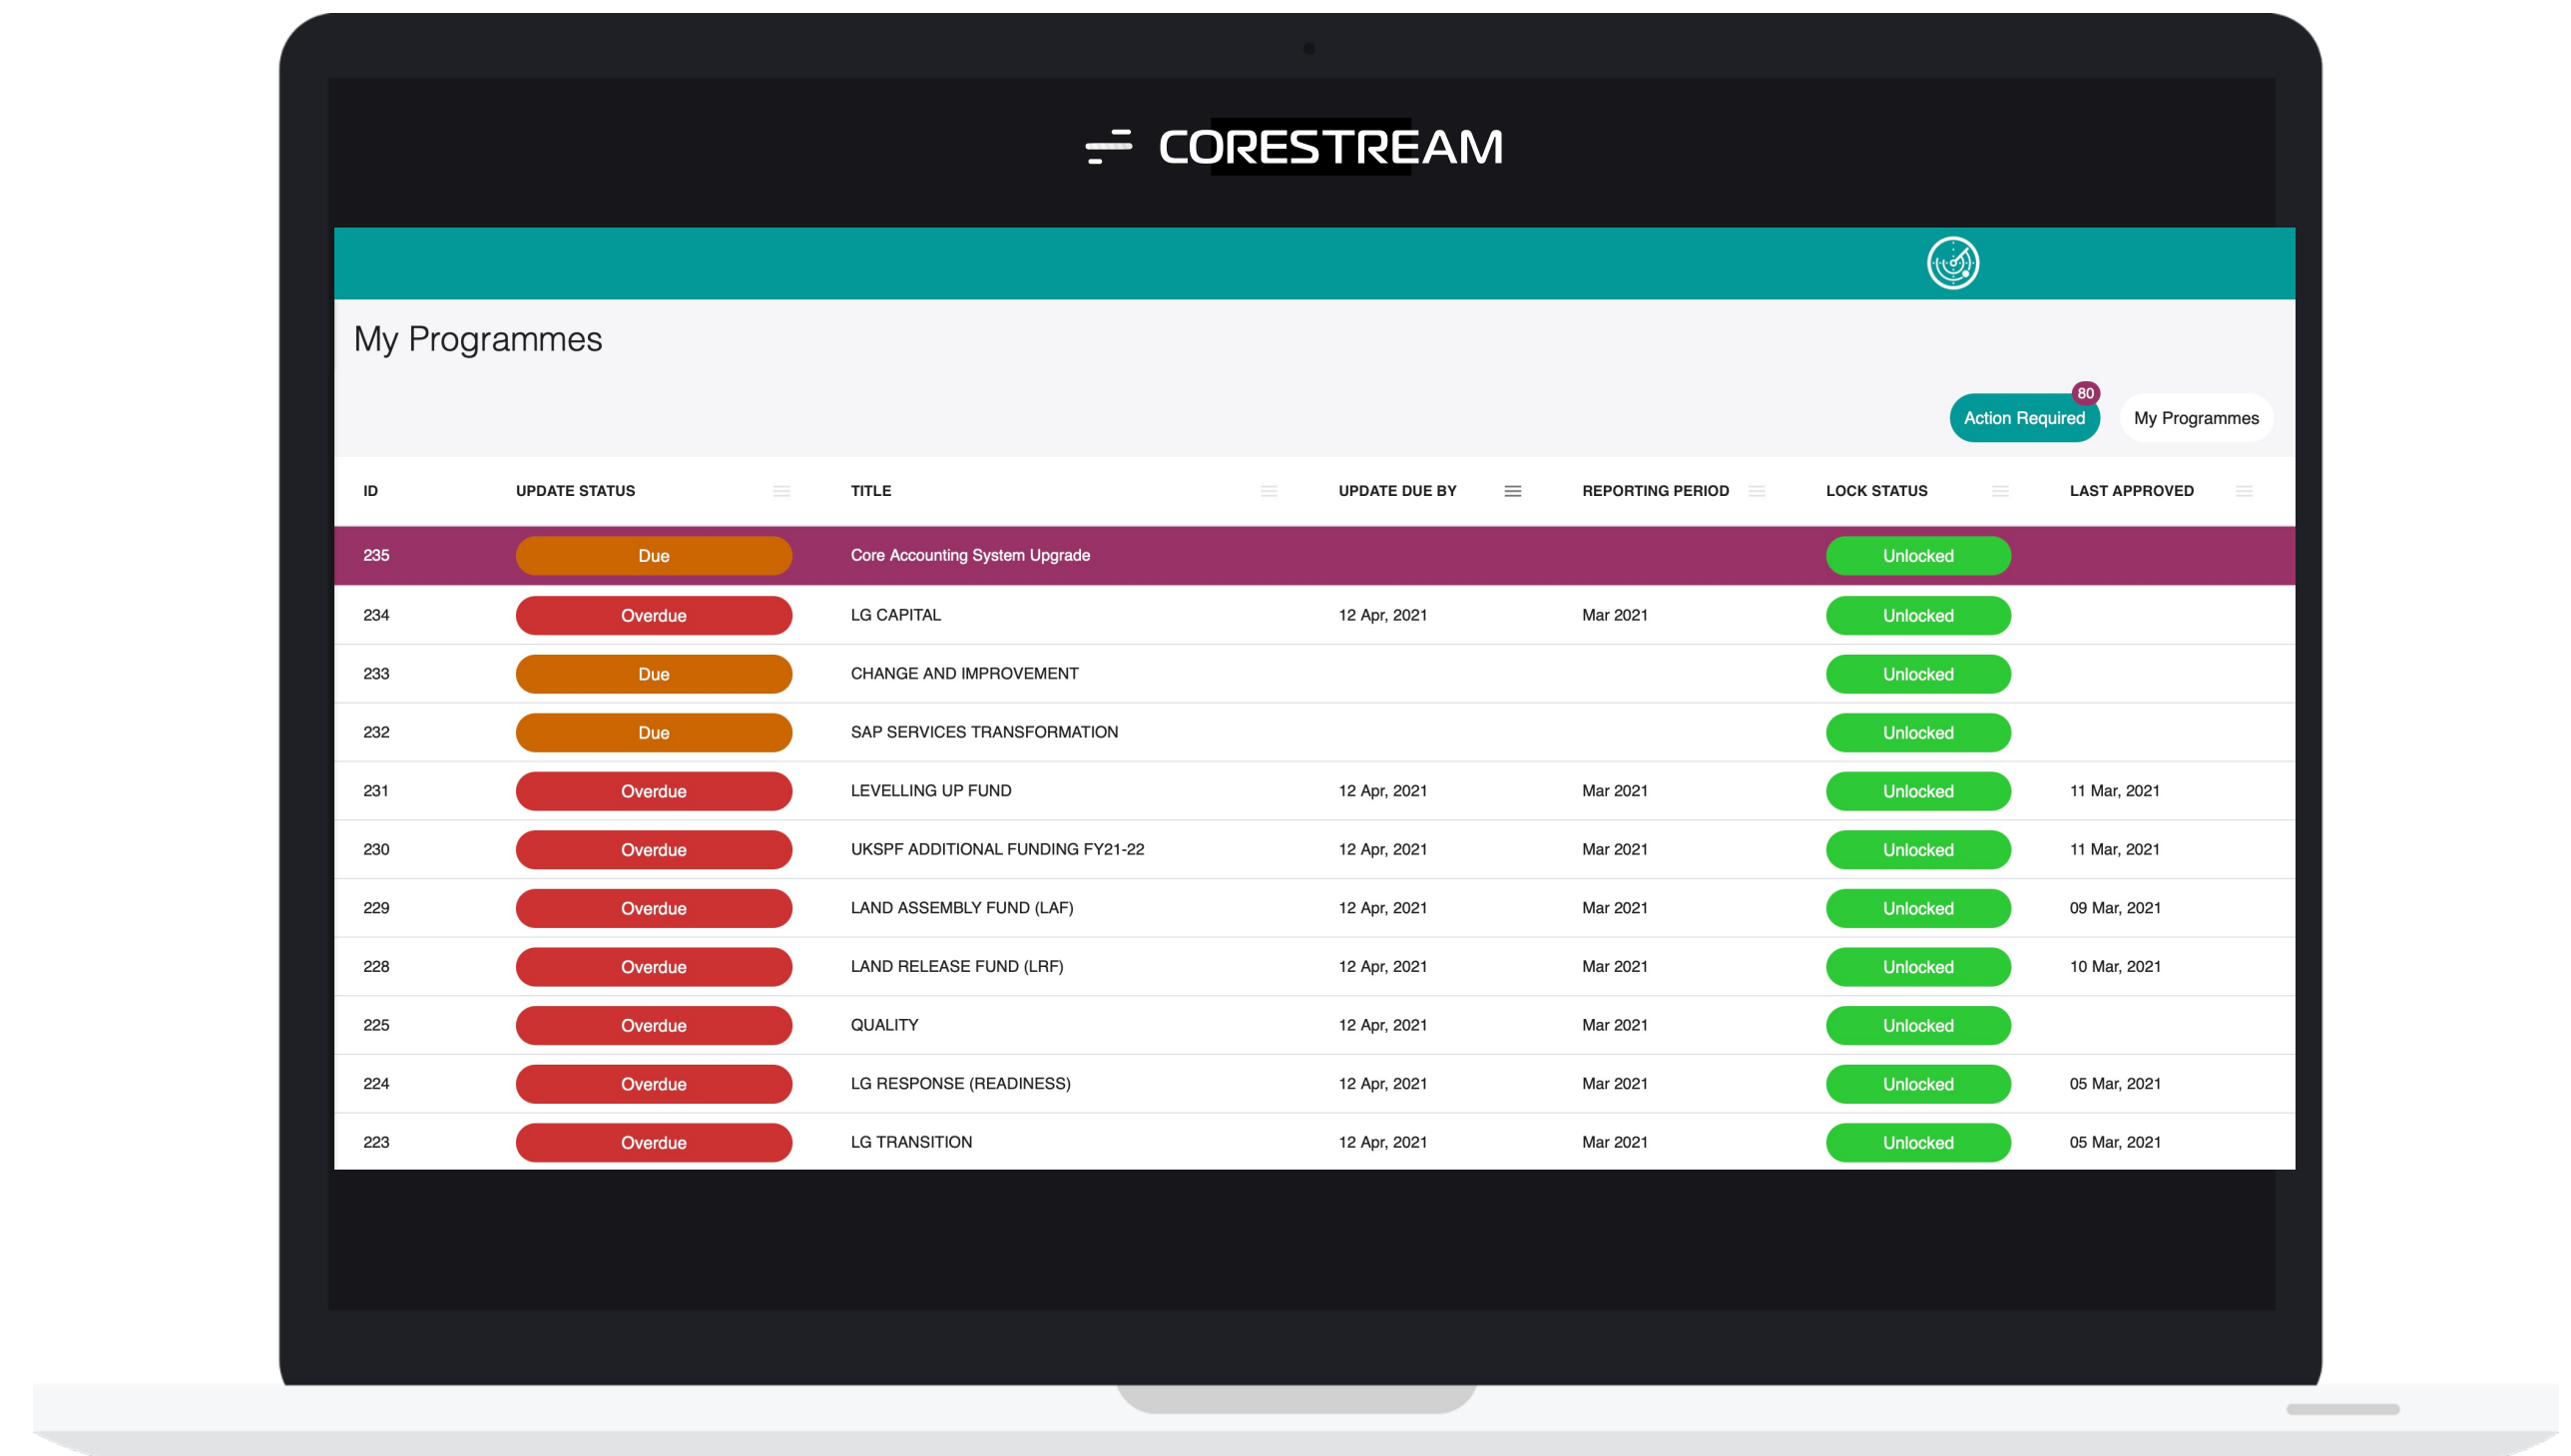 CORESTREAM
My Programmes
80
Action Required My Programmes
ID UPDATE STATUS TITLE UPDATE DUE BY REPORTING PERIOD LOCK STATUS LAST APPROVED
235 Due Core Accounting System Upgrade Unlocked
234 Overdue LG CAPITAL 12 Apr, 2021 Mar 2021 Unlocked
233 Due CHANGE AND IMPROVEMENT Unlocked
232 Due SAP SERVICES TRANSFORMATION Unlocked
231 Overdue LEVELLING UP FUND 12 Apr, 2021 Mar 2021 Unlocked 11 Mar, 2021
230 Overdue UKSPF ADDITIONAL FUNDING FY21-22 12 Apr, 2021 Mar 2021 Unlocked 11 Mar, 2021
229 Overdue LAND ASSEMBLY FUND (LAF) 12 Apr, 2021 Mar 2021 Unlocked 09 Mar, 2021
228 Overdue LAND RELEASE FUND (LRF) 12 Apr, 2021 Mar 2021 Unlocked 10 Mar, 2021
225 Overdue QUALITY 12 Apr, 2021 Mar 2021 Unlocked
224 Overdue LG RESPONSE (READINESS) 12 Apr, 2021 Mar 2021 Unlocked 05 Mar, 2021
223 Overdue LG TRANSITION 12 Apr, 2021 Mar 2021 Unlocked 05 Mar, 2021